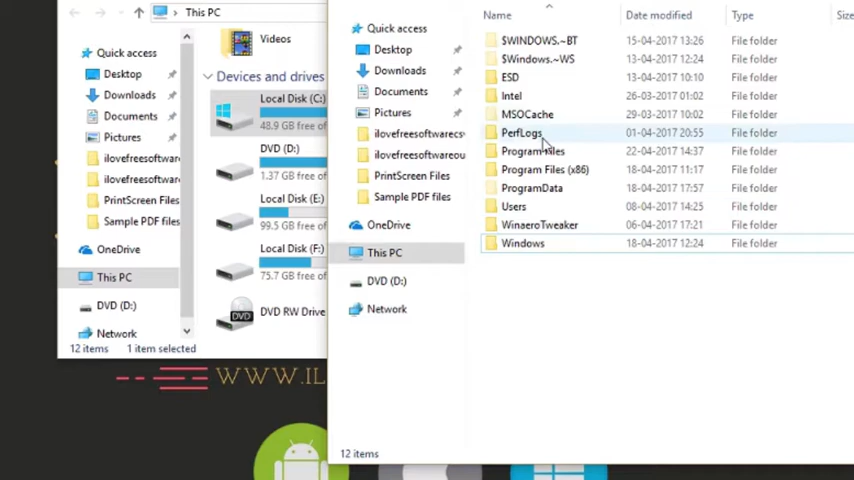 This PC
Quick access
Desktop
Downloads
Documents
Pictures
ilovefreesoftware
ilovefreesoftware
PrintScreen Files
Sample PDF files
OneDrive
This PC
DVD (D:)
Network
12 items 1 item selected
Videos
Devices and drives
Local Disk (C:)
48.9 GB free of
DVD (D:)
1.37 GB free of
Local Disk (E:)
99.5 GB free of
Local Disk (F:)
75.7 GB free of
DVD RW Drive
DVD
WWW.IL
Quick access
Desktop
Downloads
Documents
Pictures
ilovefreesoftwarecs
ilovefreesoftwareou
PrintScreen Files
Sample PDF files
OneDrive
This PC
DVD (D:)
Network
12 items
Name Date modified Type Size
$WINDOWS.~BT 15-04-2017 13:26 File folder
$Windows.~WS 13-04-2017 12:24 File folder
ESD 13-04-2017 10:10 File folder
Intel 26-03-2017 01:02 File folder
MSOCache 29-03-2017 10:02 File folder
PerfLogs 01-04-2017 20:55 File folder
Program Files 22-04-2017 14:37 File folder
Program Files (x86) 18-04-2017 11:17 File folder
ProgramData 18-04-2017 17:57 File folder
Users 08-04-2017 14:25 File folder
WinaeroTweaker 06-04-2017 17:21 File folder
Windows 18-04-2017 12:24 File folder